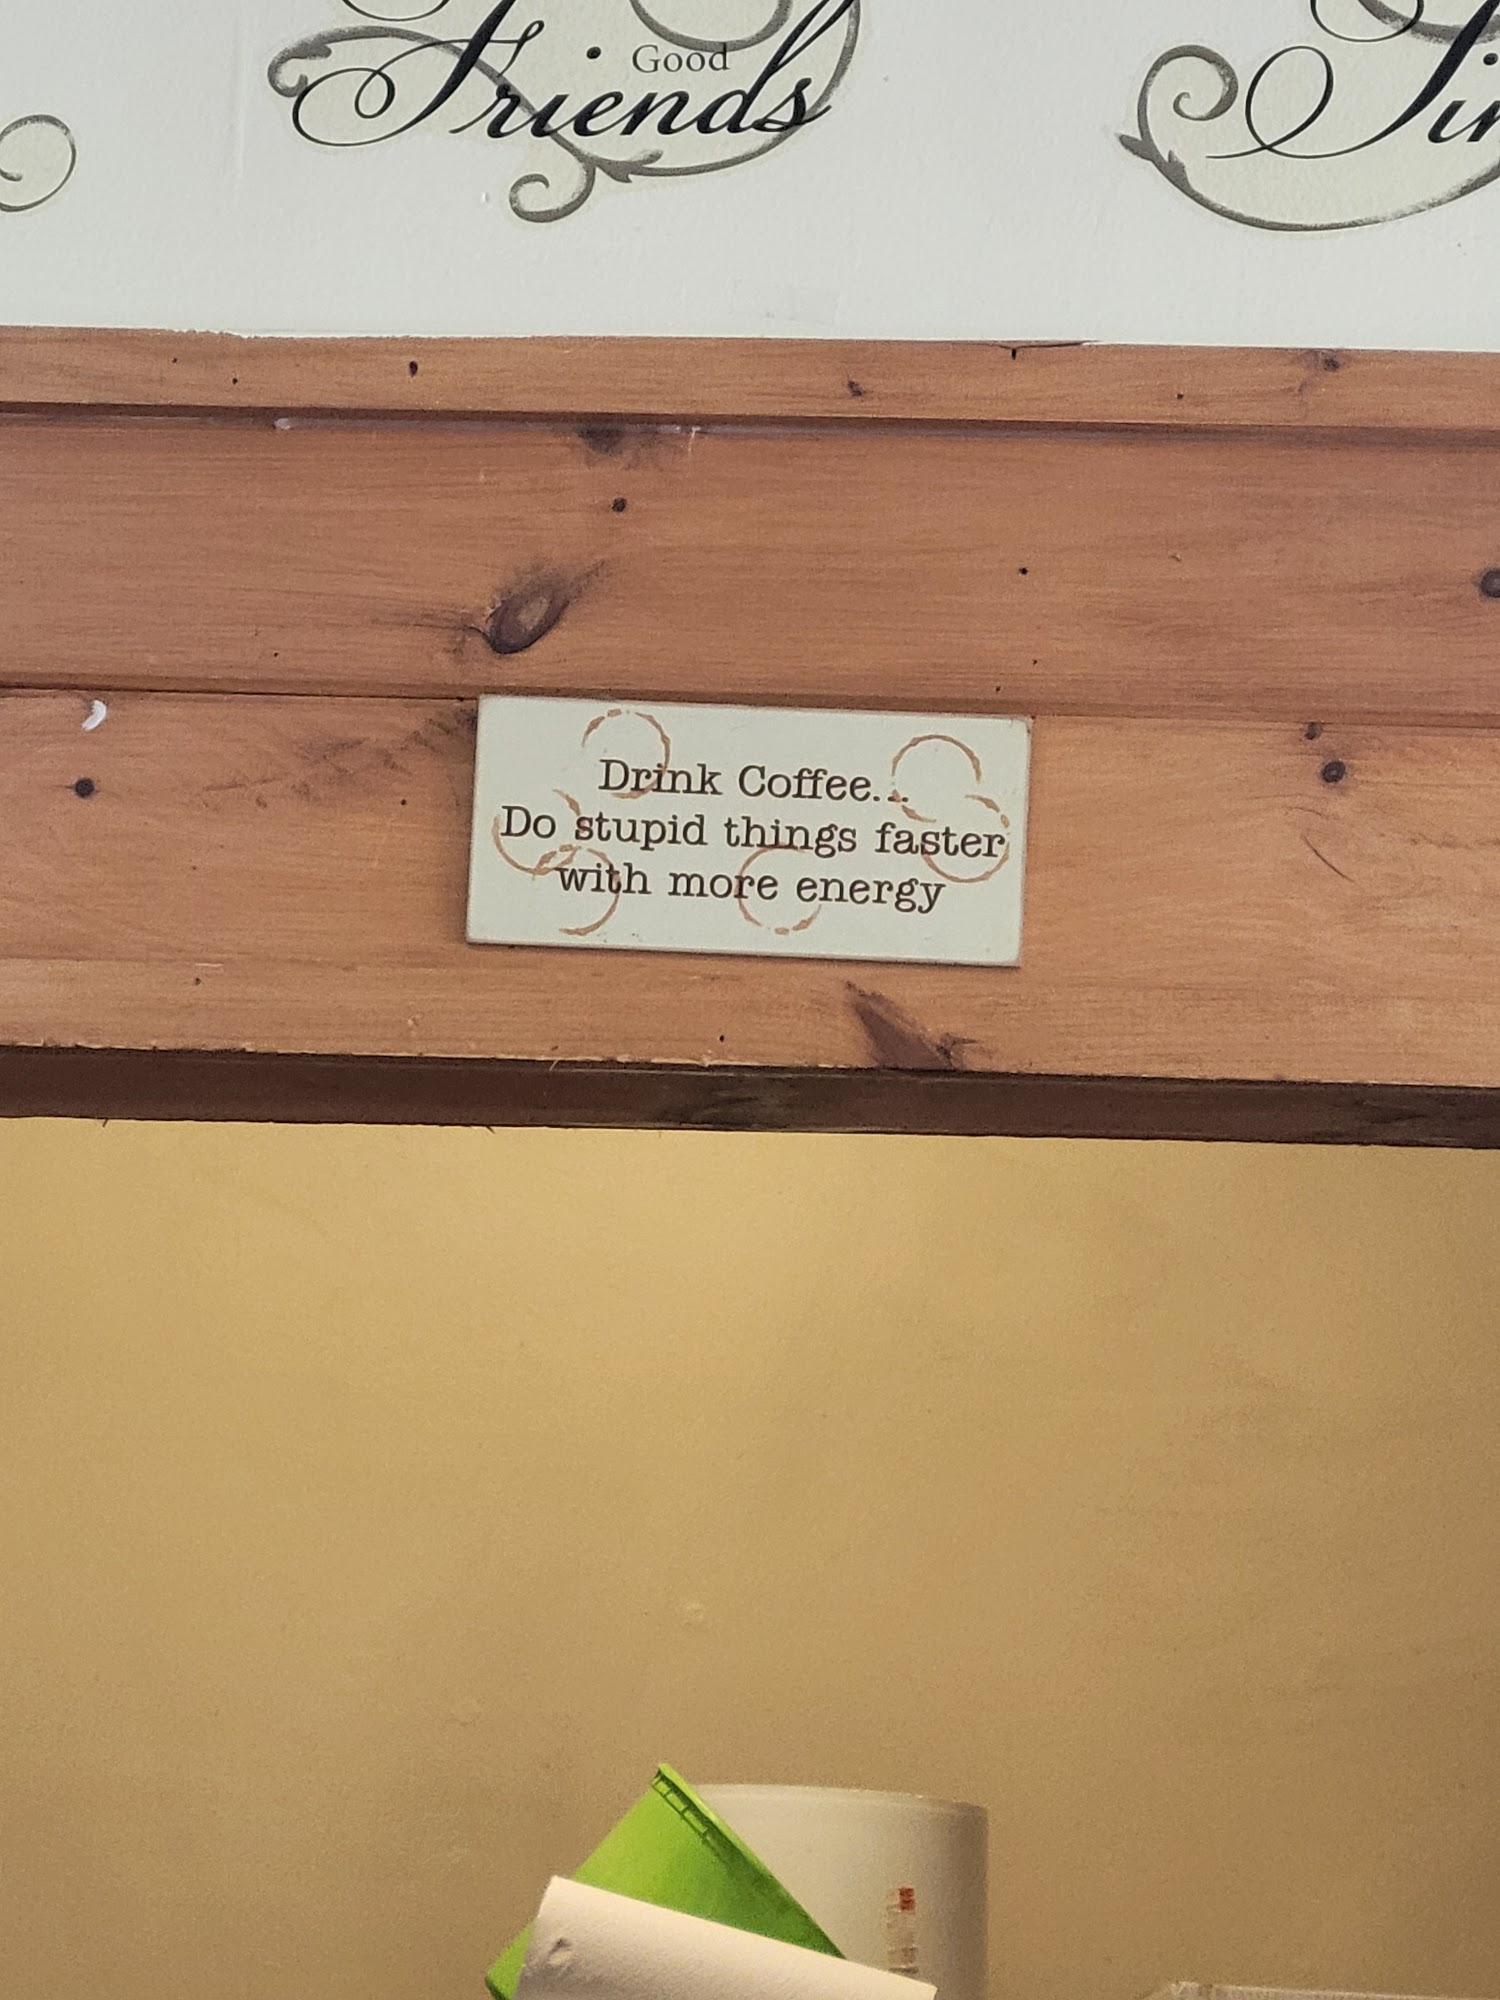 Good
Friends
Drink Coffee...
Do stupid things faster
with more energy